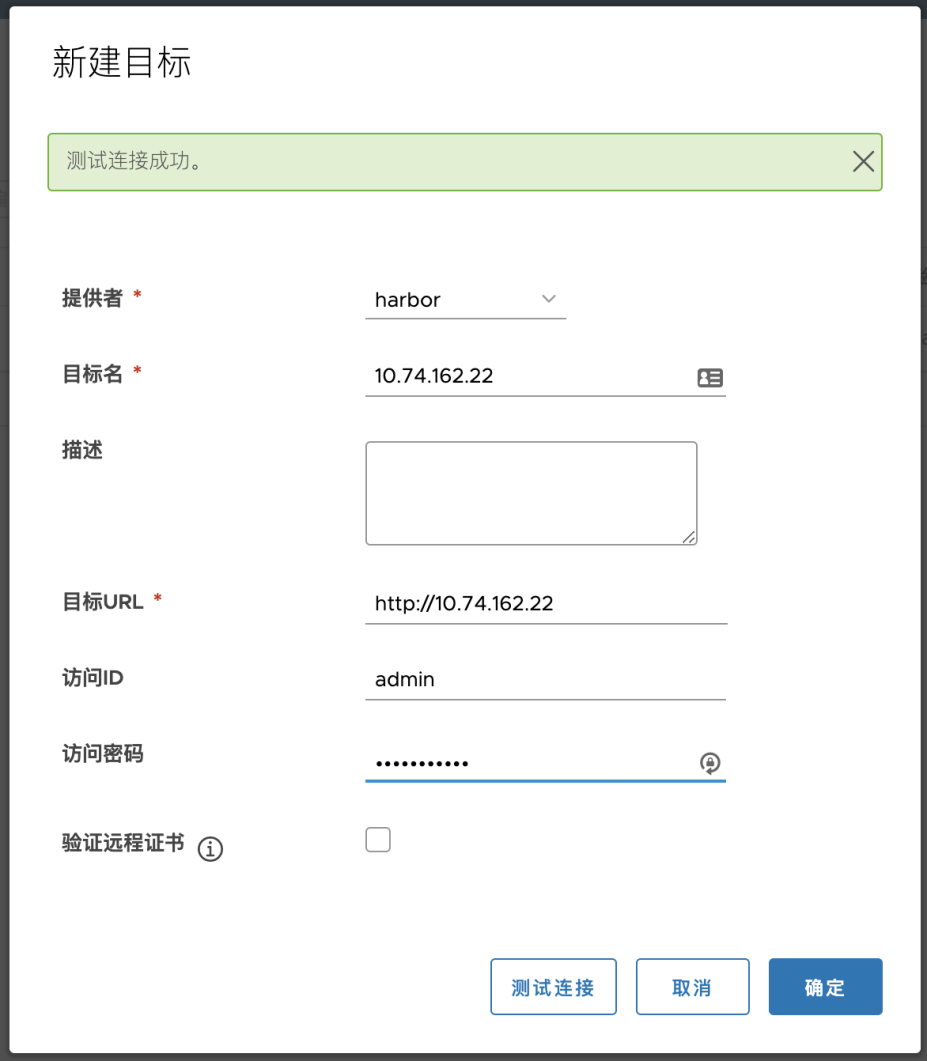 新建目标
测试连接成功。
提供者 *
harbor
目标名 *
10.74.162.22
描述
目标URL *
http://10.74.162.22
访问ID
admin
访问密码
•••••••••••
验证远程证书
测试连接
取消
确定